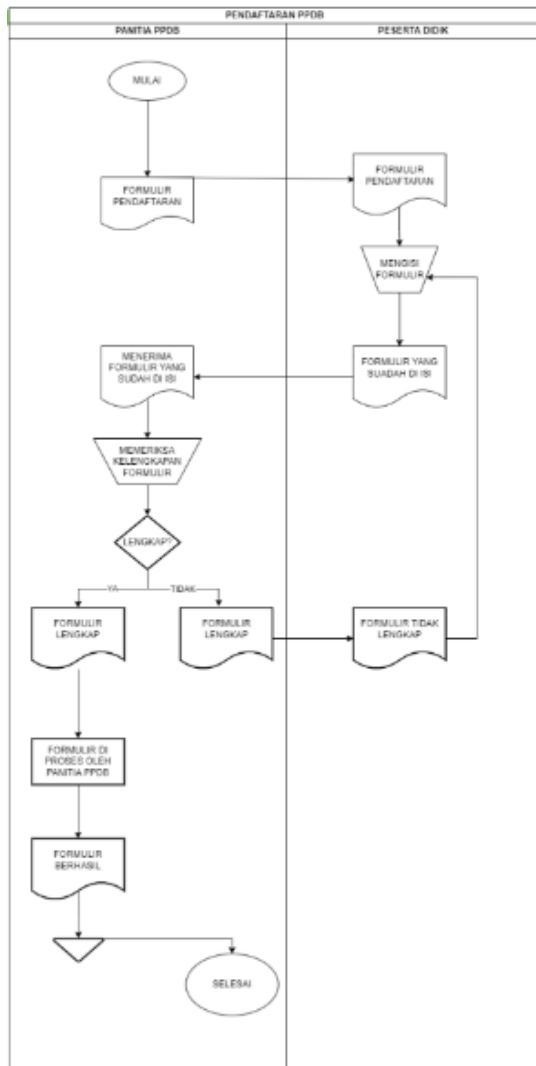 PENDAFTARAN PPDB
PANITIA PPDB
PESERTA DIDIK
MULAI
FORMULIR
PENDAFTARAN
FORMULIR
PENDAFTARAN
MENGISI
FORMULIR
MENERIMA
FORMULIR YANG
SUDAH DI ISI
FORMULIR YANG
SUADAH DI ISI
MEMERIKSA
KELENGKAPAN
FORMULIR
LENGKAP?
YA
TIDAK
FORMULIR
LENGKAP
FORMULIR
LENGKAP
FORMULIR TIDAK
LENGKAP
FORMULIR DI
PROSES OLEH
PANITIA PPDB
FORMULIR
BERHASIL
SELESAI